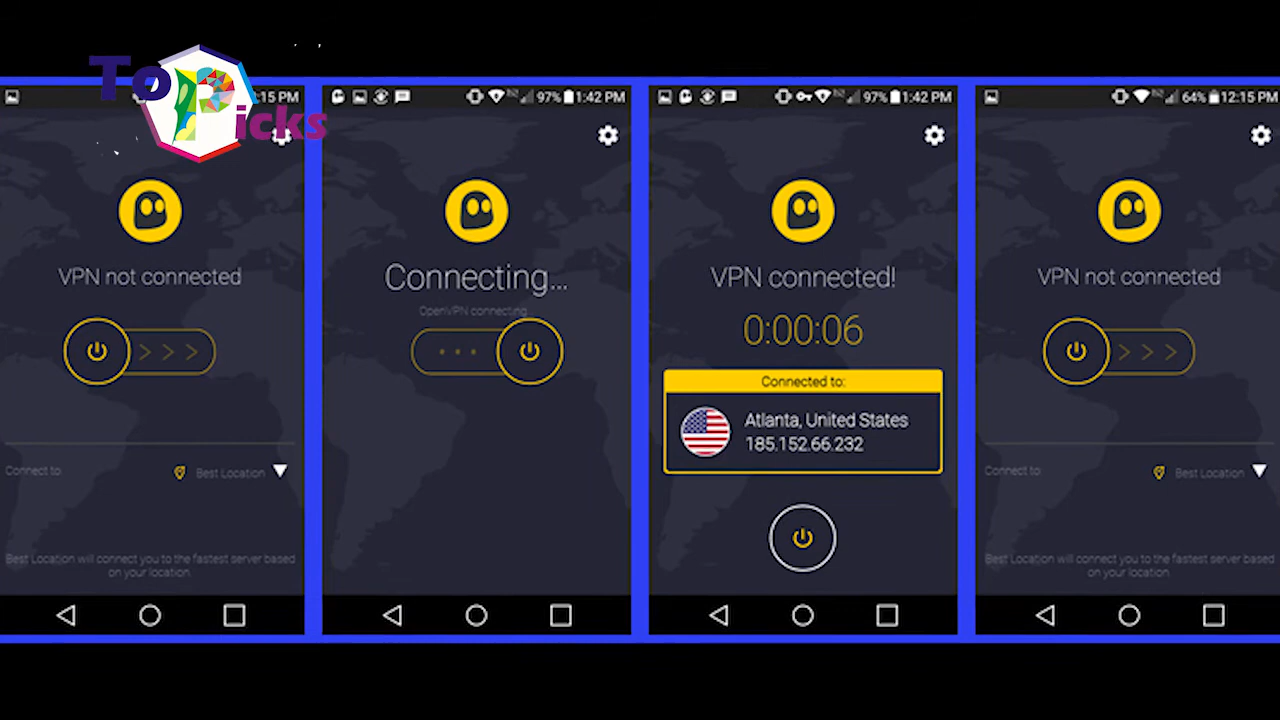 ToPicks
12:15 PM
VPN not connected
Connect to:
Best Location
Best Location will connect you to the fastest server based
on your location.
97% 1:42 PM
Connecting...
OpenVPN connecting
97% 1:42 PM
VPN connected!
0:00:06
Connected to:
Atlanta, United States
185.152.66.232
64% 12:15 PM
VPN not connected
Connect to:
Best Location
Best Location will connect you to the fastest server based
on your location.